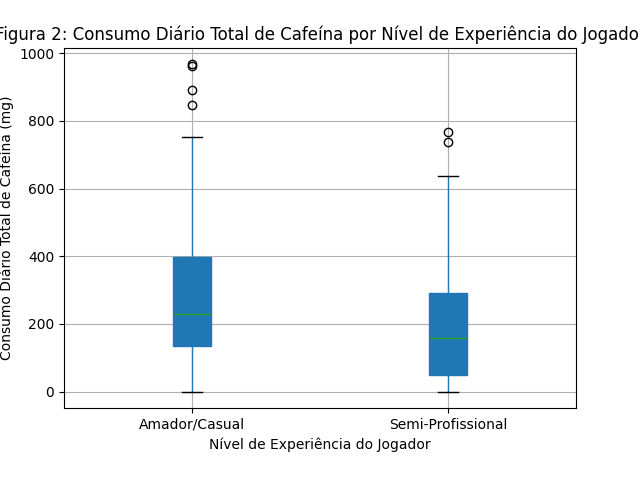 Figura 2: Consumo Diário Total de Cafeína por Nível de Experiência do Jogado
Consumo Diário Total de Cafeína (mg)
1000
800
600
400
200
0
Amador/Casual Semi-Profissional
Nível de Experiência do Jogador